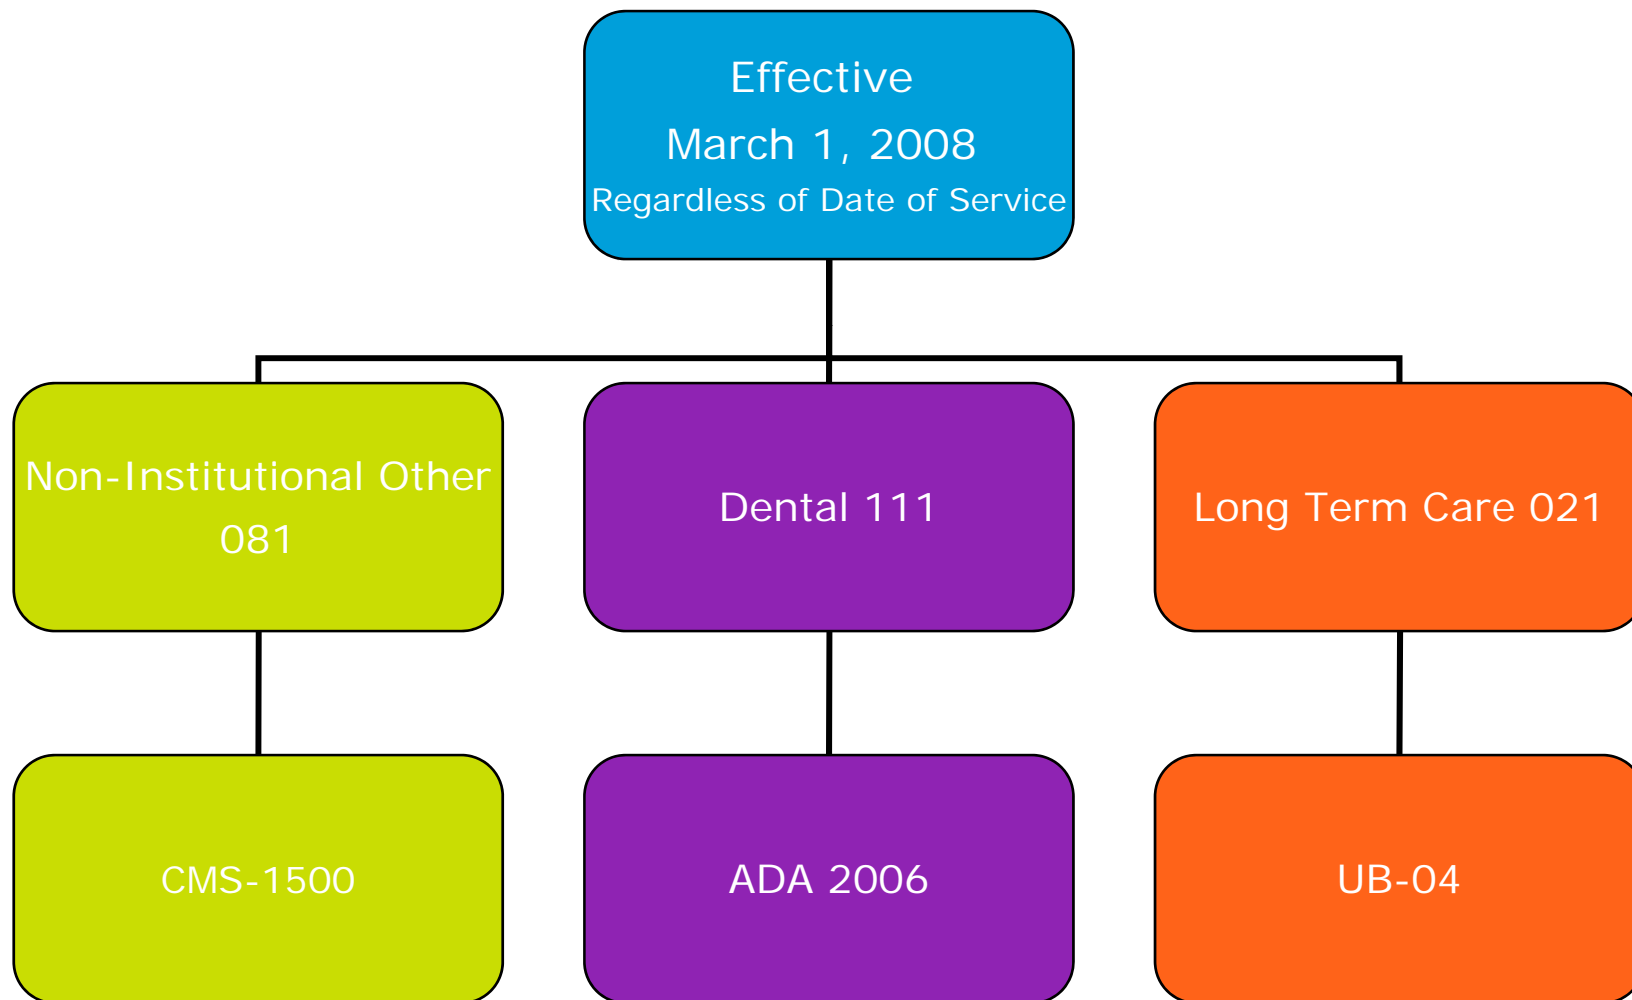 Effective
March 1, 2008
Regardless of Date of Service
Non-Institutional Other
081
Dental 111
Long Term Care 021
CMS-1500
ADA 2006
UB-04